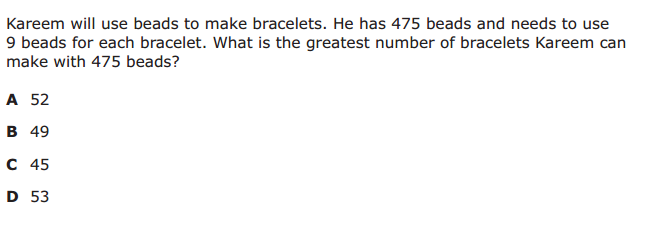 Kareem will use beads to make bracelets. He has 475 beads and needs to use
9 beads for each bracelet. What is the greatest number of bracelets Kareem can
make with 475 beads?
A 52
B 49
C 45
D 53